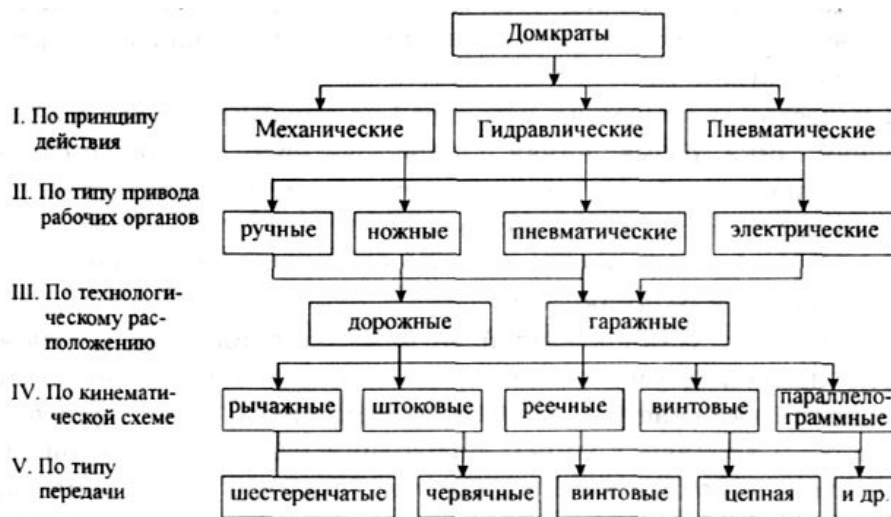 Домкраты
I. По принципу
действия
Механические
Гидравлические
Пневматические
II. По типу привода
рабочих органов
ручные
ножные
пневматические
электрические
III. По технологи-
ческому рас-
положению
дорожные
гаражные
IV. По кинемати-
ческой схеме
рычажные
штоковые
реечные
винтовые
параллело-
граммные
V. По типу
передачи
шестеренчатые
червячные
винтовые
цепная
и др.